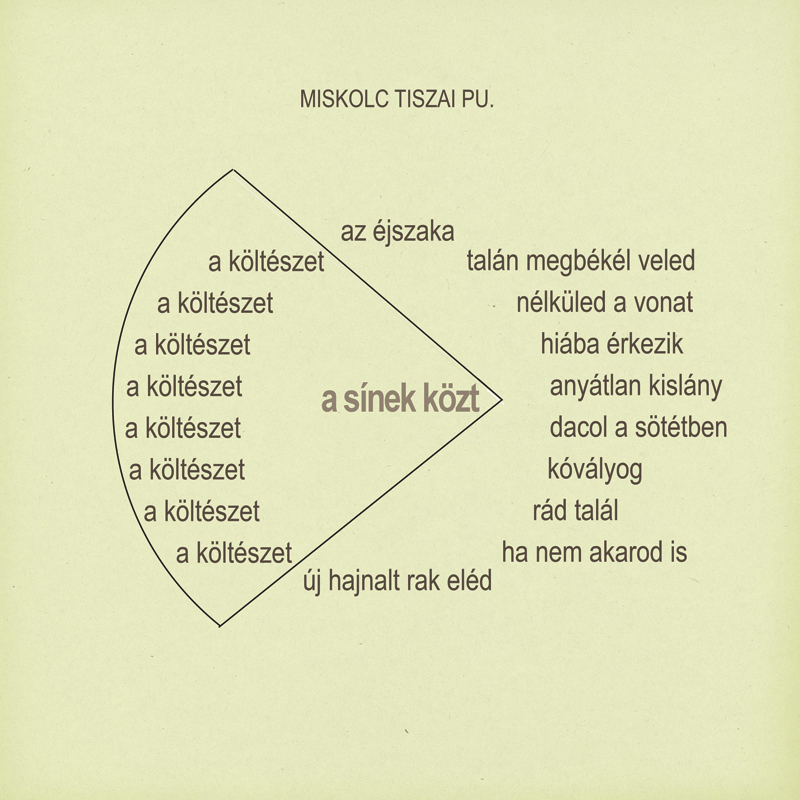 MISKOLC TISZAI PU.
az éjszaka
a költészet talán megbékél veled
a költészet nélküled a vonat
a költészet hiába érkezik
a költészet anyátlan kislány
a sínek közt
a költészet dacol a sötétben
a költészet kóvályog
a költészet rád talál
a költészet ha nem akarod is
új hajnalt rak eléd